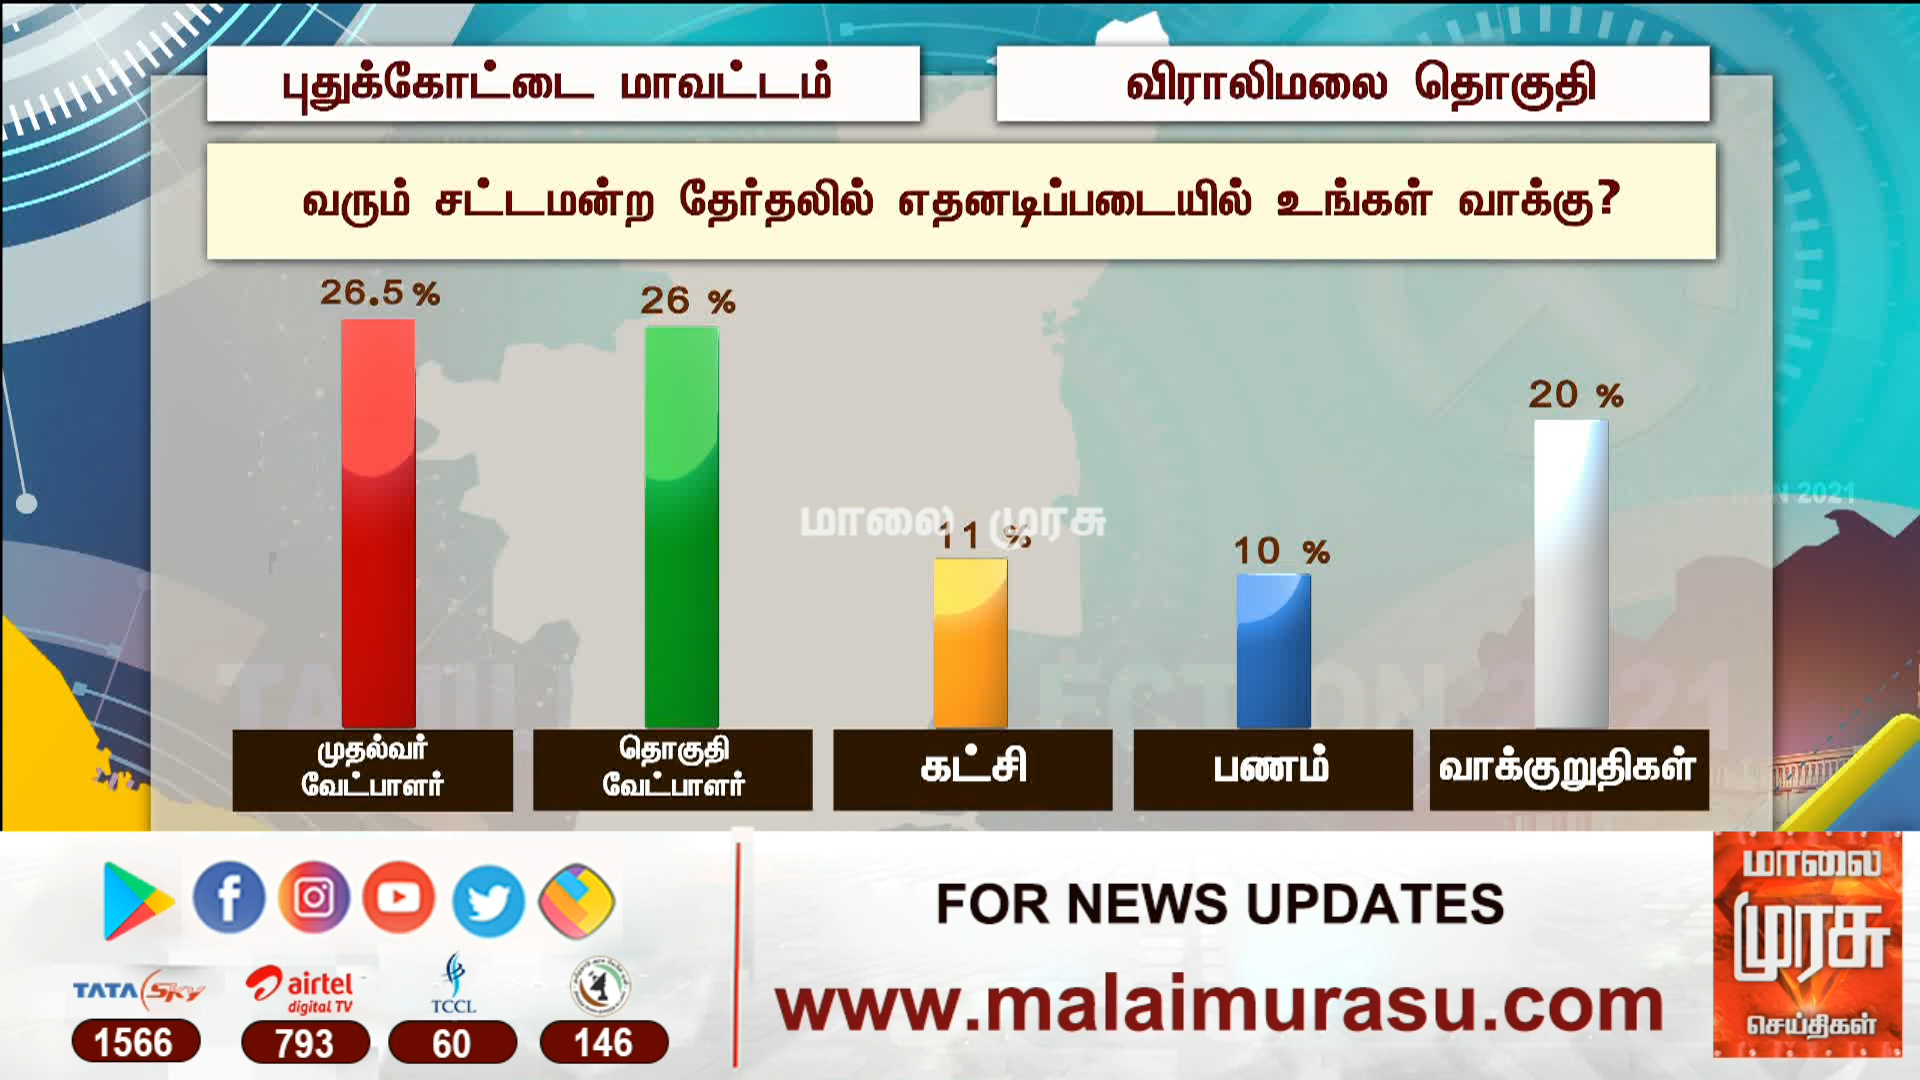 புதுக்கோட்டை மாவட்டம்
விராலிமலை தொகுதி
வரும் சட்டமன்ற தேர்தலில் எதனடிப்படையில் உங்கள் வாக்கு?
26.5 %
26 %
11 %
10 %
20 %
மாலை முரசு
முதல்வர்
வேட்பாளர்
தொகுதி
வேட்பாளர்
கட்சி
பணம்
வாக்குறுதிகள்
FOR NEWS UPDATES
www.malaimurasu.com
TATA Sky
airtel
digital TV
TCCL
1566
793
60
146
மாலை
முரசு
செய்திகள்